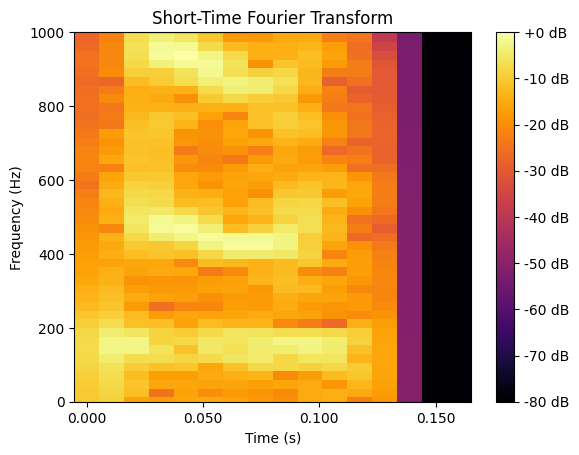 Short-Time Fourier Transform
Frequency (Hz)
1000
800
600
400
200
0
0.000
0.050
0.100
0.150
Time (s)
+0 dB
-10 dB
-20 dB
-30 dB
-40 dB
-50 dB
-60 dB
-70 dB
-80 dB